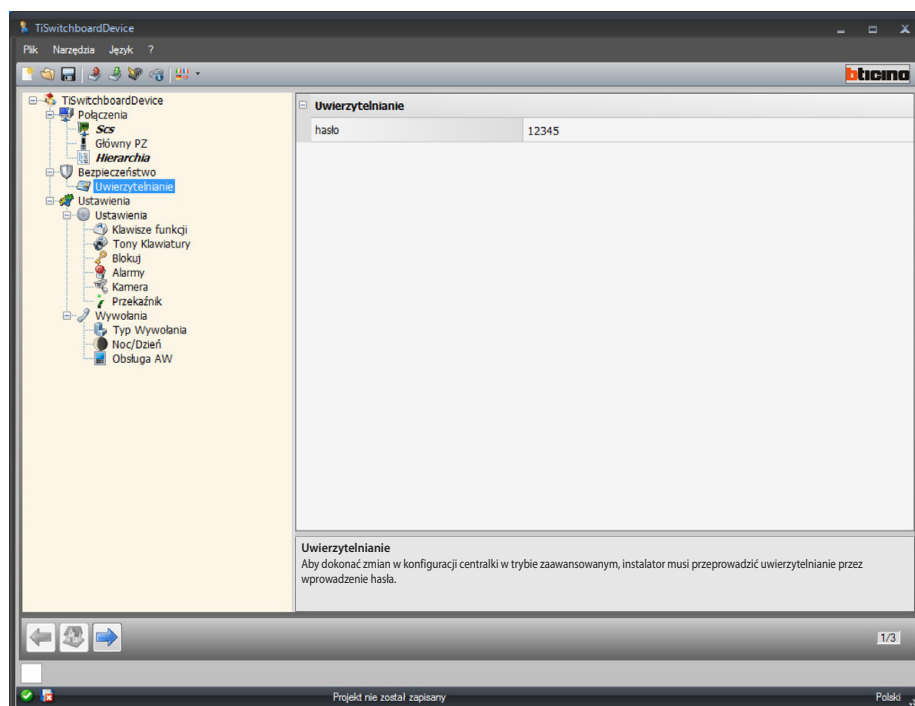 TiSwitchboardDevice
Plik Narzędzia Język ?
bticino
TiSwitchboardDevice
Połączenia
Scs
Główny PZ
Hierarchia
Bezpieczeństwo
Uwierzytelnianie
Ustawienia
Ustawienia
Klawisze funkcji
Tony Klawiatury
Blokuj
Alarmy
Kamera
Przekaźnik
Wywołania
Typ Wywołania
Noc/Dzień
Obsługa AW
Uwierzytelnianie
hasło 12345
Uwierzytelnianie
Aby dokonać zmian w konfiguracji centralki w trybie zaawansowanym, instalator musi przeprowadzić uwierzytelnianie przez
wprowadzenie hasła.
1/3
Projekt nie został zapisany Polski